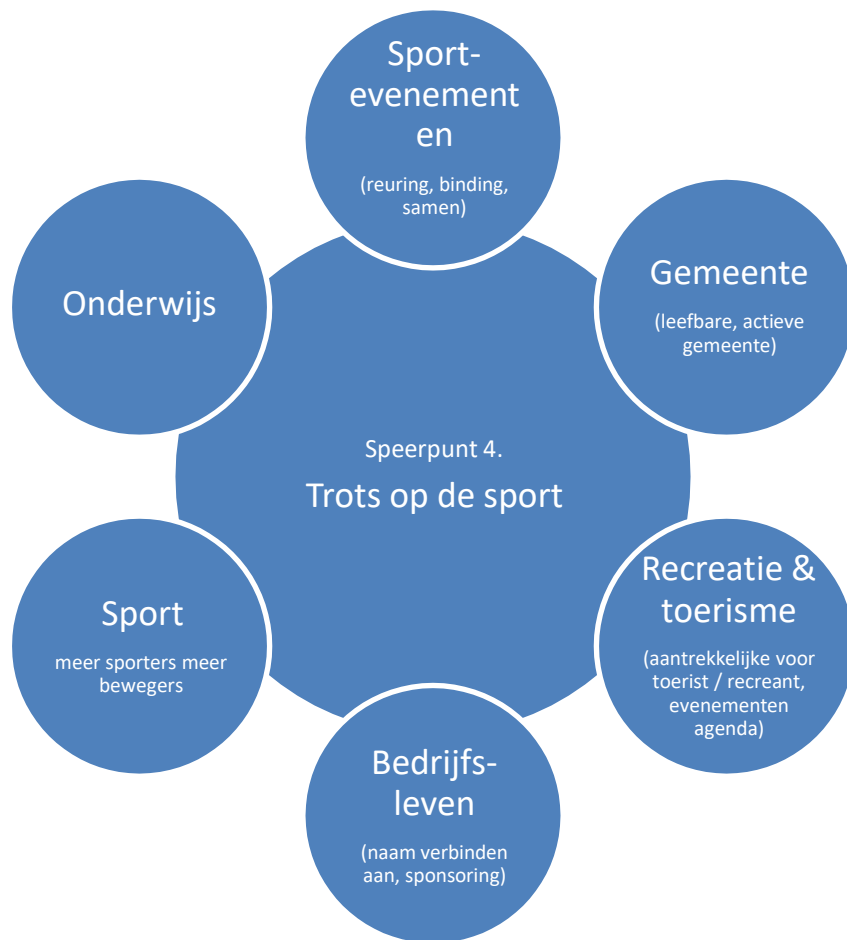 Sport-
evenement
en
(reuring, binding,
samen)
Gemeente
(leefbare, actieve
gemeente)
Recreatie &
toerisme
(aantrekkelijke voor
toerist / recreant,
evenementen
agenda)
Bedrijfs-
leven
(naam verbinden
aan, sponsoring)
Sport
meer sporters meer
bewegers
Onderwijs
Speerpunt 4.
Trots op de sport